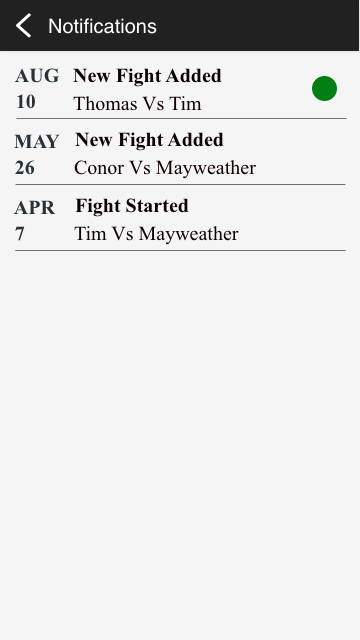 Notifications
AUG New Fight Added
10 Thomas Vs Tim
MAY New Fight Added
26 Conor Vs Mayweather
APR Fight Started
7 Tim Vs Mayweather